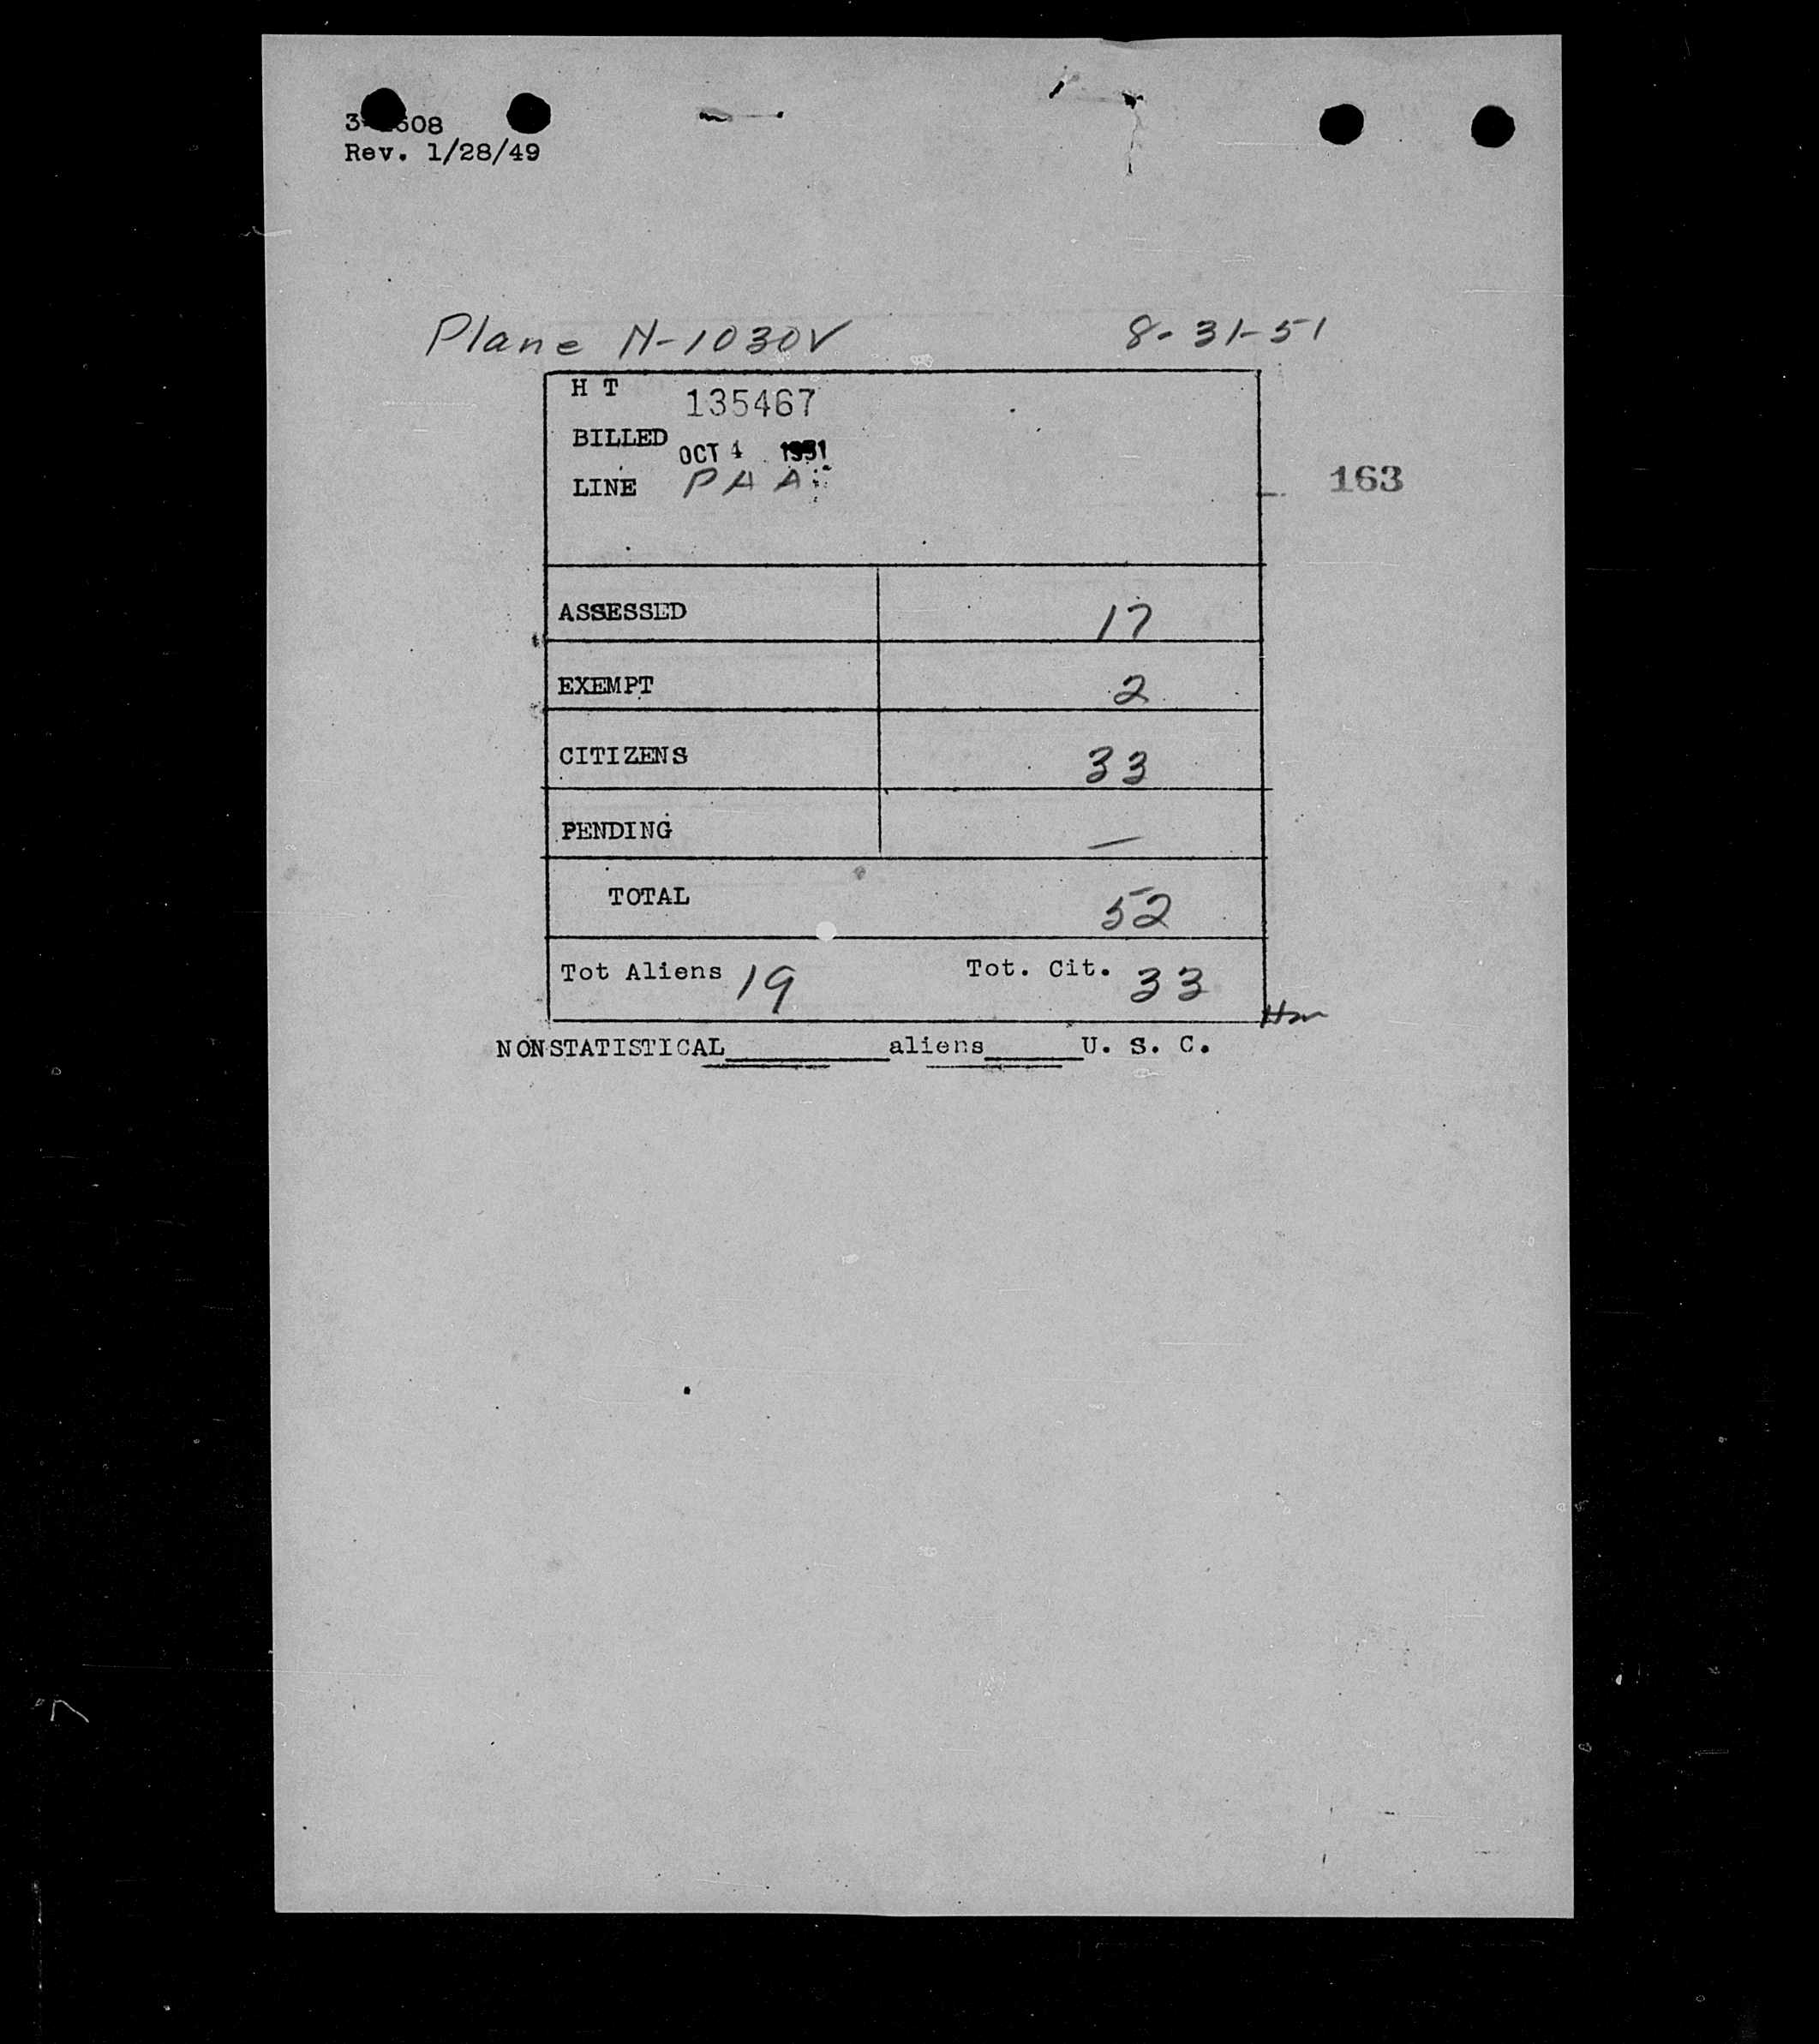 Rev. 1/28/49
Plane N-1030V 8-31-51
H T 135467
BILLED OCT 4 1951
LINE P A A
163
ASSESSED 17
EXEMPT 2
CITIZENS 33
PENDING —
TOTAL 52
Tot Aliens 19 Tot. Cit. 33
NONSTATISTICAL aliens U. S. C.